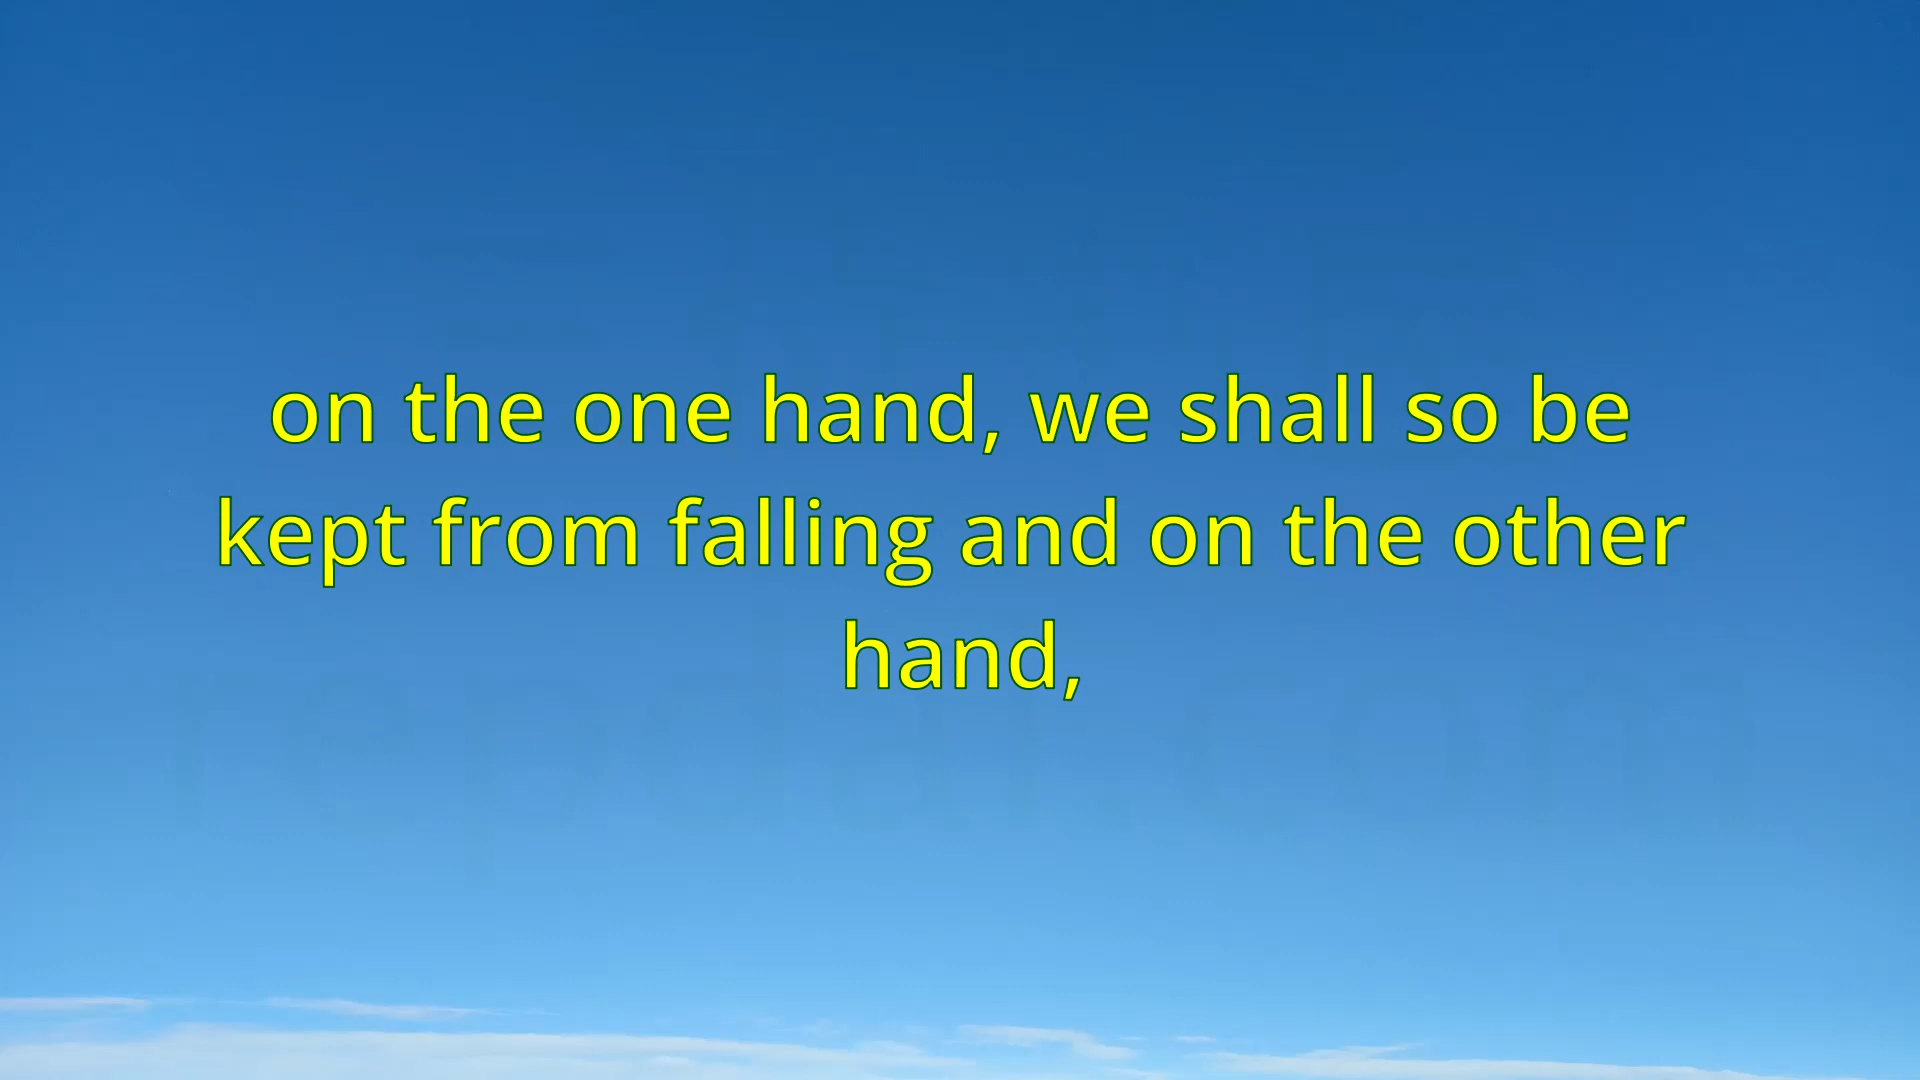 on the one hand, we shall so be
kept from falling and on the other
hand,